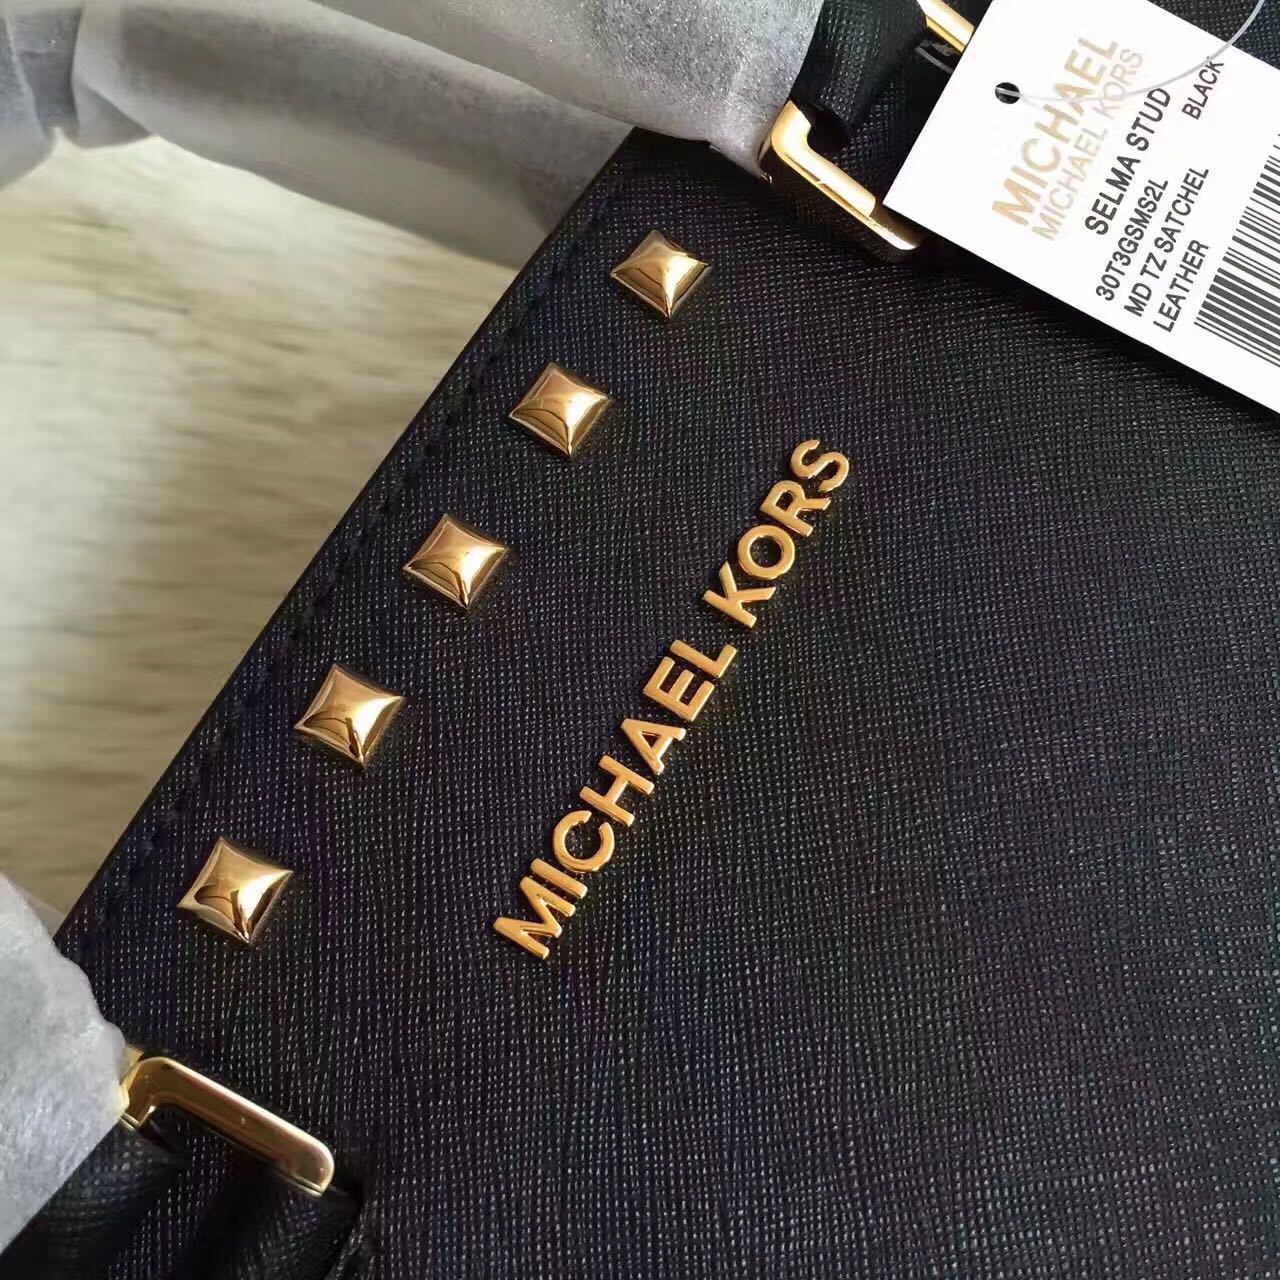 MICHAEL
MICHAEL KORS
SELMA STUD
30T3GSMS2L BLACK
MD TZ SATCHEL
LEATHER
MICHAEL KORS